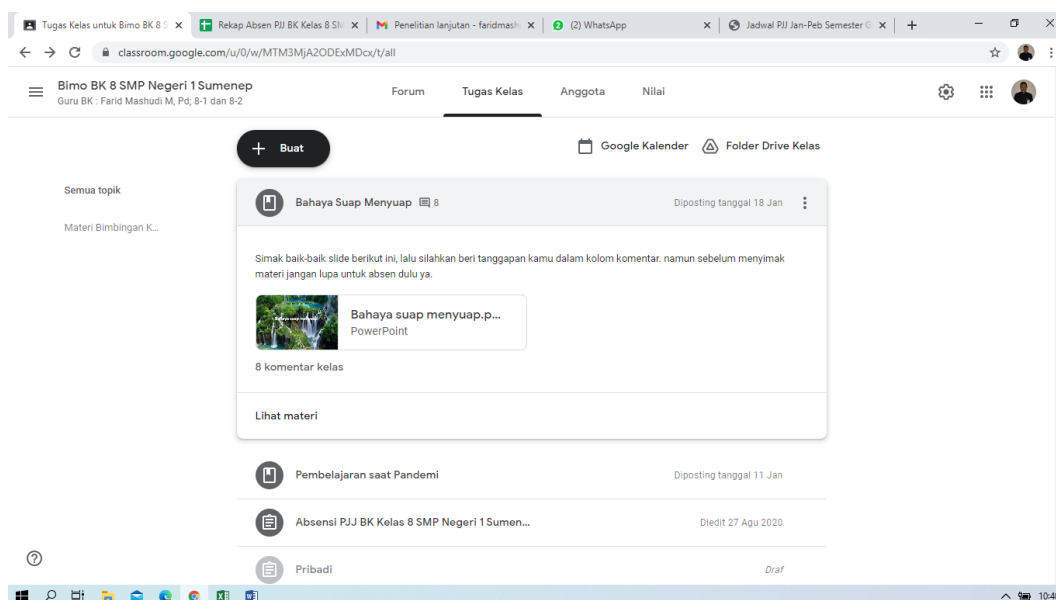 Tugas Kelas untuk Bimo BK 8 S
Rekap Absen PJJ BK Kelas 8 SM
Penelitian lanjutan - faridmash
(2) WhatsApp
Jadwal PJJ Jan-Peb Semester G
classroom.google.com/u/0/w/MTM3MjA2ODExMDcx/t/all
Bimo BK 8 SMP Negeri 1 Sumenep
Guru BK : Farid Mashudi M, Pd; 8-1 dan 8-2
Forum
Tugas Kelas
Anggota
Nilai
Buat
Google Kalender
Folder Drive Kelas
Semua topik
Materi Bimbingan K...
Bahaya Suap Menyuap
8
Diposting tanggal 18 Jan
Simak baik-baik slide berikut ini, lalu silahkan beri tanggapan kamu dalam kolom komentar. namun sebelum menyimak
materi jangan lupa untuk absen dulu ya.
Bahaya suap menyuap.p...
PowerPoint
8 komentar kelas
Lihat materi
Pembelajaran saat Pandemi
Diposting tanggal 11 Jan
Absensi PJJ BK Kelas 8 SMP Negeri 1 Sumen...
Diedit 27 Agu 2020
Pribadi
Draf